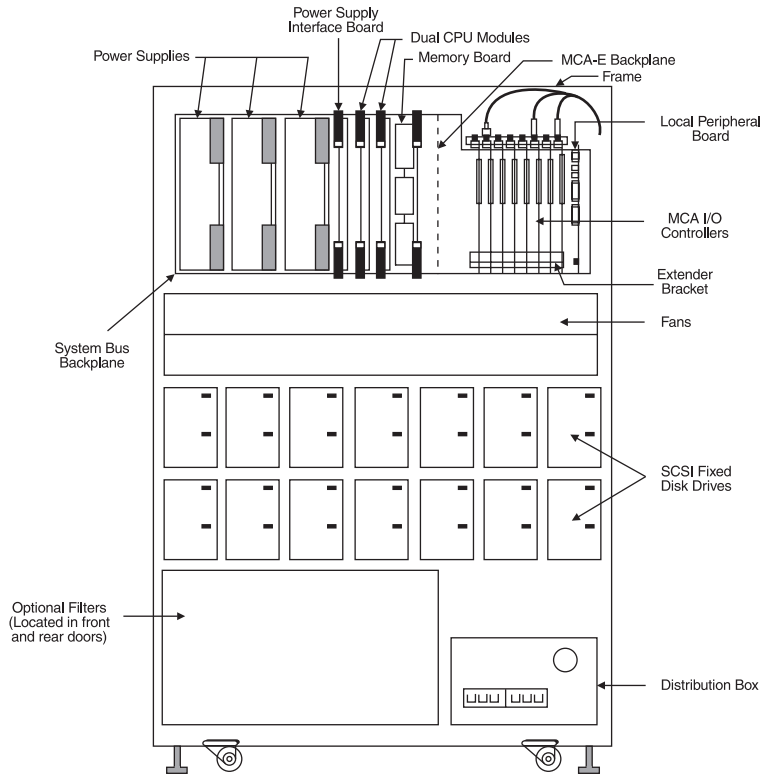 Power Supply
Interface Board
Power Supplies
Dual CPU Modules
Memory Board
MCA-E Backplane
Frame
Local Peripheral
Board
MCA I/O
Controllers
Extender
Bracket
Fans
System Bus
Backplane
SCSI Fixed
Disk Drives
Optional Filters
(Located in front
and rear doors)
Distribution Box